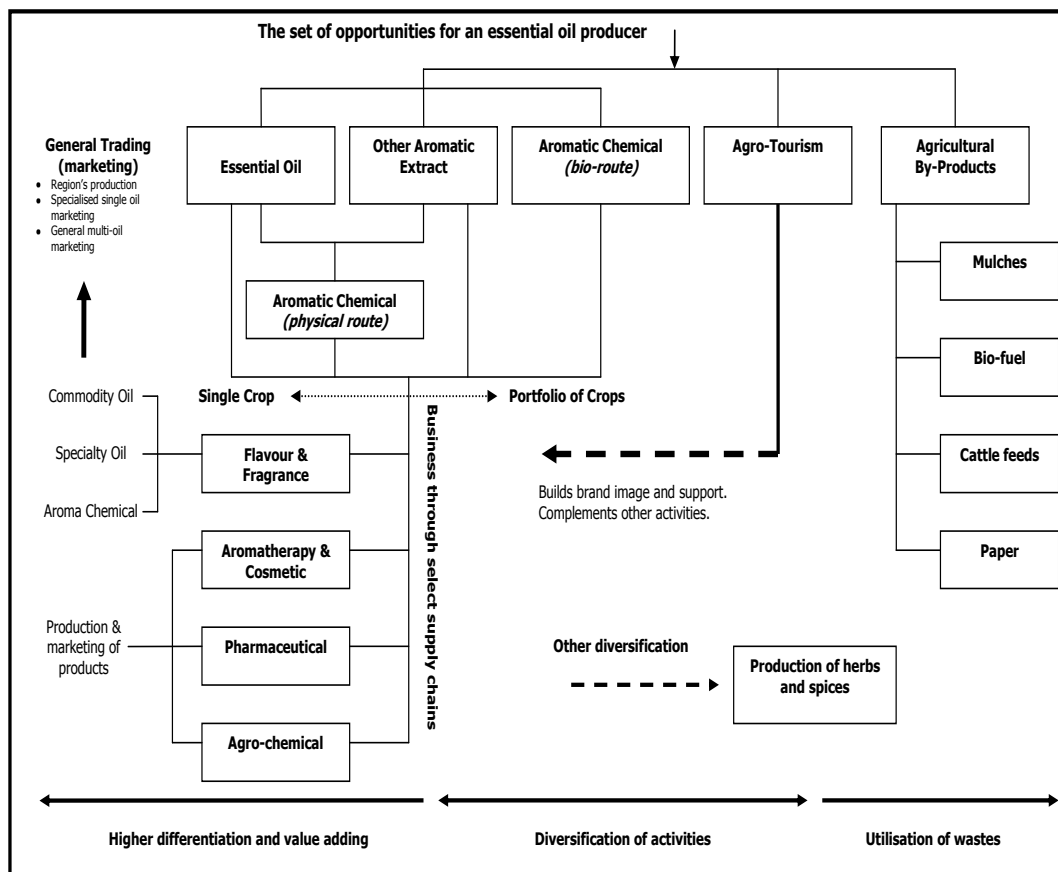 The set of opportunities for an essential oil producer
General Trading
(marketing)
• Region's production
• Specialised single oil
marketing
• General multi-oil
marketing
Essential Oil
Other Aromatic
Extract
Aromatic Chemical
(bio-route)
Agro-Tourism
Agricultural
By-Products
Aromatic Chemical
(physical route)
Mulches
Bio-fuel
Cattle feeds
Paper
Commodity Oil
Specialty Oil
Aroma Chemical
Single Crop
Portfolio of Crops
Business through select supply chains
Flavour &
Fragrance
Aromatherapy &
Cosmetic
Pharmaceutical
Agro-chemical
Production &
marketing of
products
Builds brand image and support.
Complements other activities.
Other diversification
Production of herbs
and spices
Higher differentiation and value adding
Diversification of activities
Utilisation of wastes